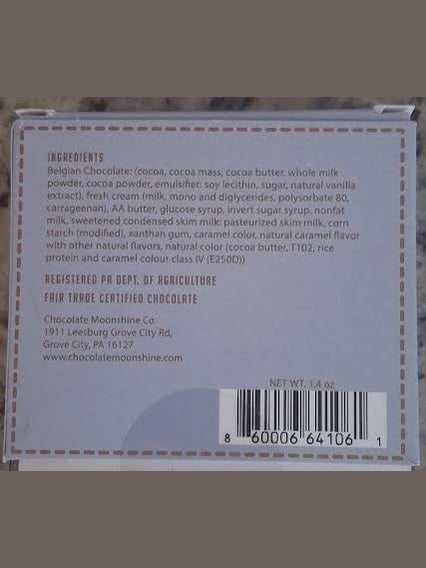 INGREDIENTS
Belgian Chocolate: (cocoa, cocoa mass, cocoa butter, whole milk
powder, cocoa powder, emulsifier: soy lecithin, sugar, natural vanilla
extract), fresh cream (milk, mono and diglycerides, polysorbate 80,
carrageenan), AA butter, glucose syrup, invert sugar syrup, nonfat
milk, sweetened condensed skim milk: pasteurized skim milk, corn
starch (modified), xanthan gum, caramel color, natural caramel flavor
with other natural flavors, natural color (cocoa butter, T102, rice
protein and caramel colour class IV (E250D))
REGISTERED PA DEPT. OF AGRICULTURE
FAIR TRADE CERTIFIED CHOCOLATE
Chocolate Moonshine Co.
1911 Leesburg Grove City Rd,
Grove City, PA 16127
www.chocolatemoonshine.com
NET WT. 1.4 oz
8 60006 64106 1